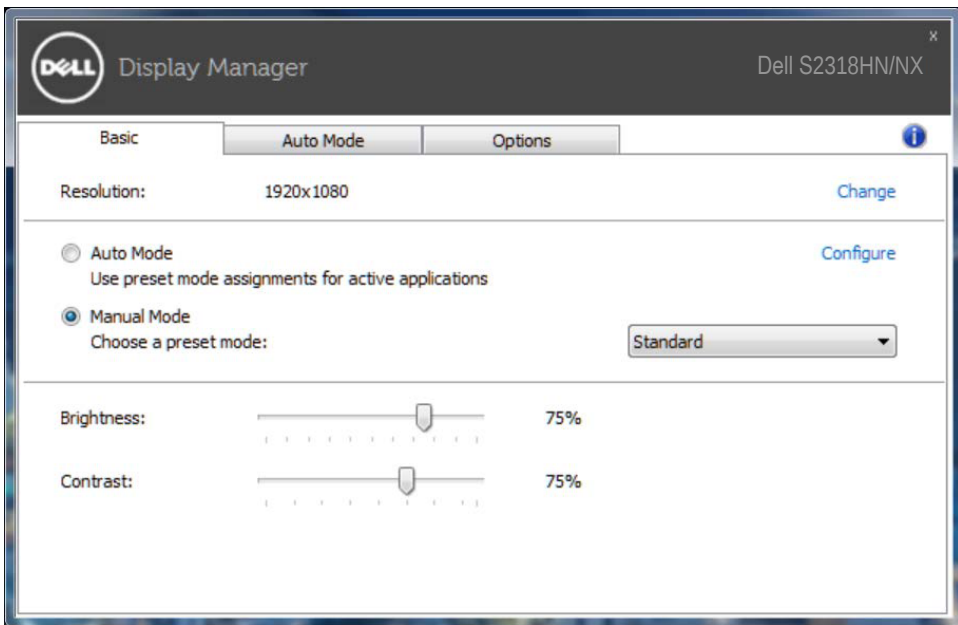 x
DELL Display Manager Dell S2318HN/NX
Basic Auto Mode Options i
Resolution: 1920x1080 Change
Auto Mode Configure
Use preset mode assignments for active applications
Manual Mode
Choose a preset mode: Standard
Brightness: 75%
Contrast: 75%